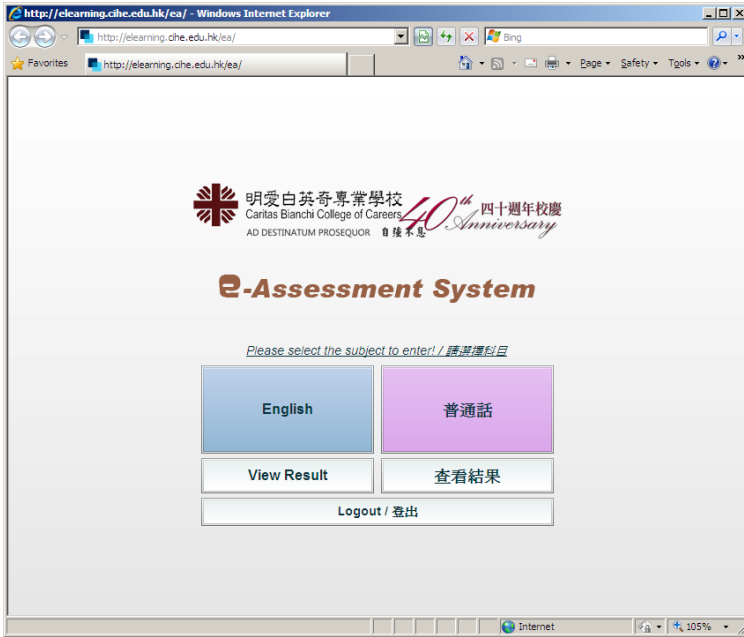 http://elearning.cihe.edu.hk/ea/ - Windows Internet Explorer
http://elearning.cihe.edu.hk/ea/
Bing
Favorites
http://elearning.cihe.edu.hk/ea/
Page
Safety
Tools
明愛白英奇專業學校
Caritas Bianchi College of Careers
AD DESTINATUM PROSEQUOR
自強不息
40th Anniversary
四十週年校慶
e-Assessment System
Please select the subject to enter! / 請選擇科目
English
普通話
View Result
查看結果
Logout / 登出
Internet
105%